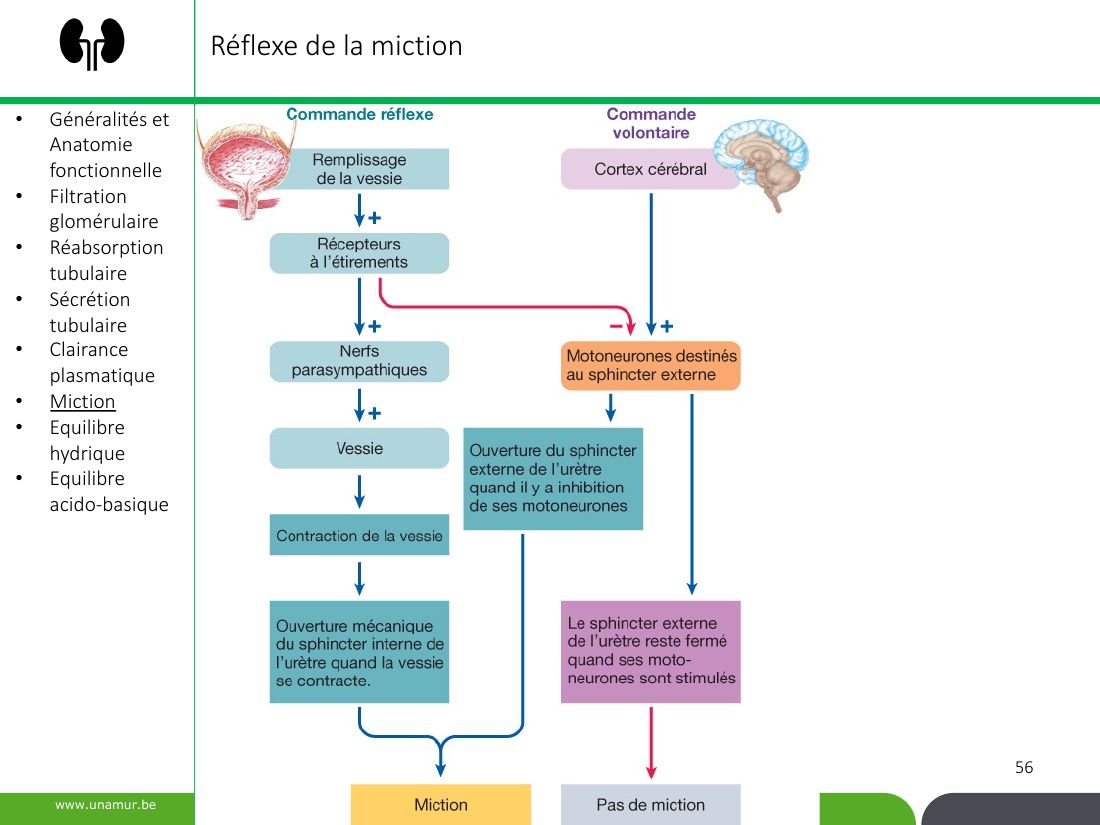 Réflexe de la miction
• Généralités et
Anatomie
fonctionnelle
• Filtration
glomérulaire
• Réabsorption
tubulaire
• Sécrétion
tubulaire
• Clairance
plasmatique
• Miction
• Equilibre
hydrique
• Equilibre
acido-basique
Commande réflexe
Remplissage
de la vessie
+
Récepteurs
à l'étirements
+
Nerfs
parasympathiques
+
Vessie
Contraction de la vessie
Ouverture mécanique
du sphincter interne de
l'urètre quand la vessie
se contracte.
Commande
volontaire
Cortex cérébral
– +
Motoneurones destinés
au sphincter externe
Ouverture du sphincter
externe de l'urètre
quand il y a inhibition
de ses motoneurones
Le sphincter externe
de l'urètre reste fermé
quand ses moto-
neurones sont stimulés
Miction
Pas de miction
56
www.unamur.be